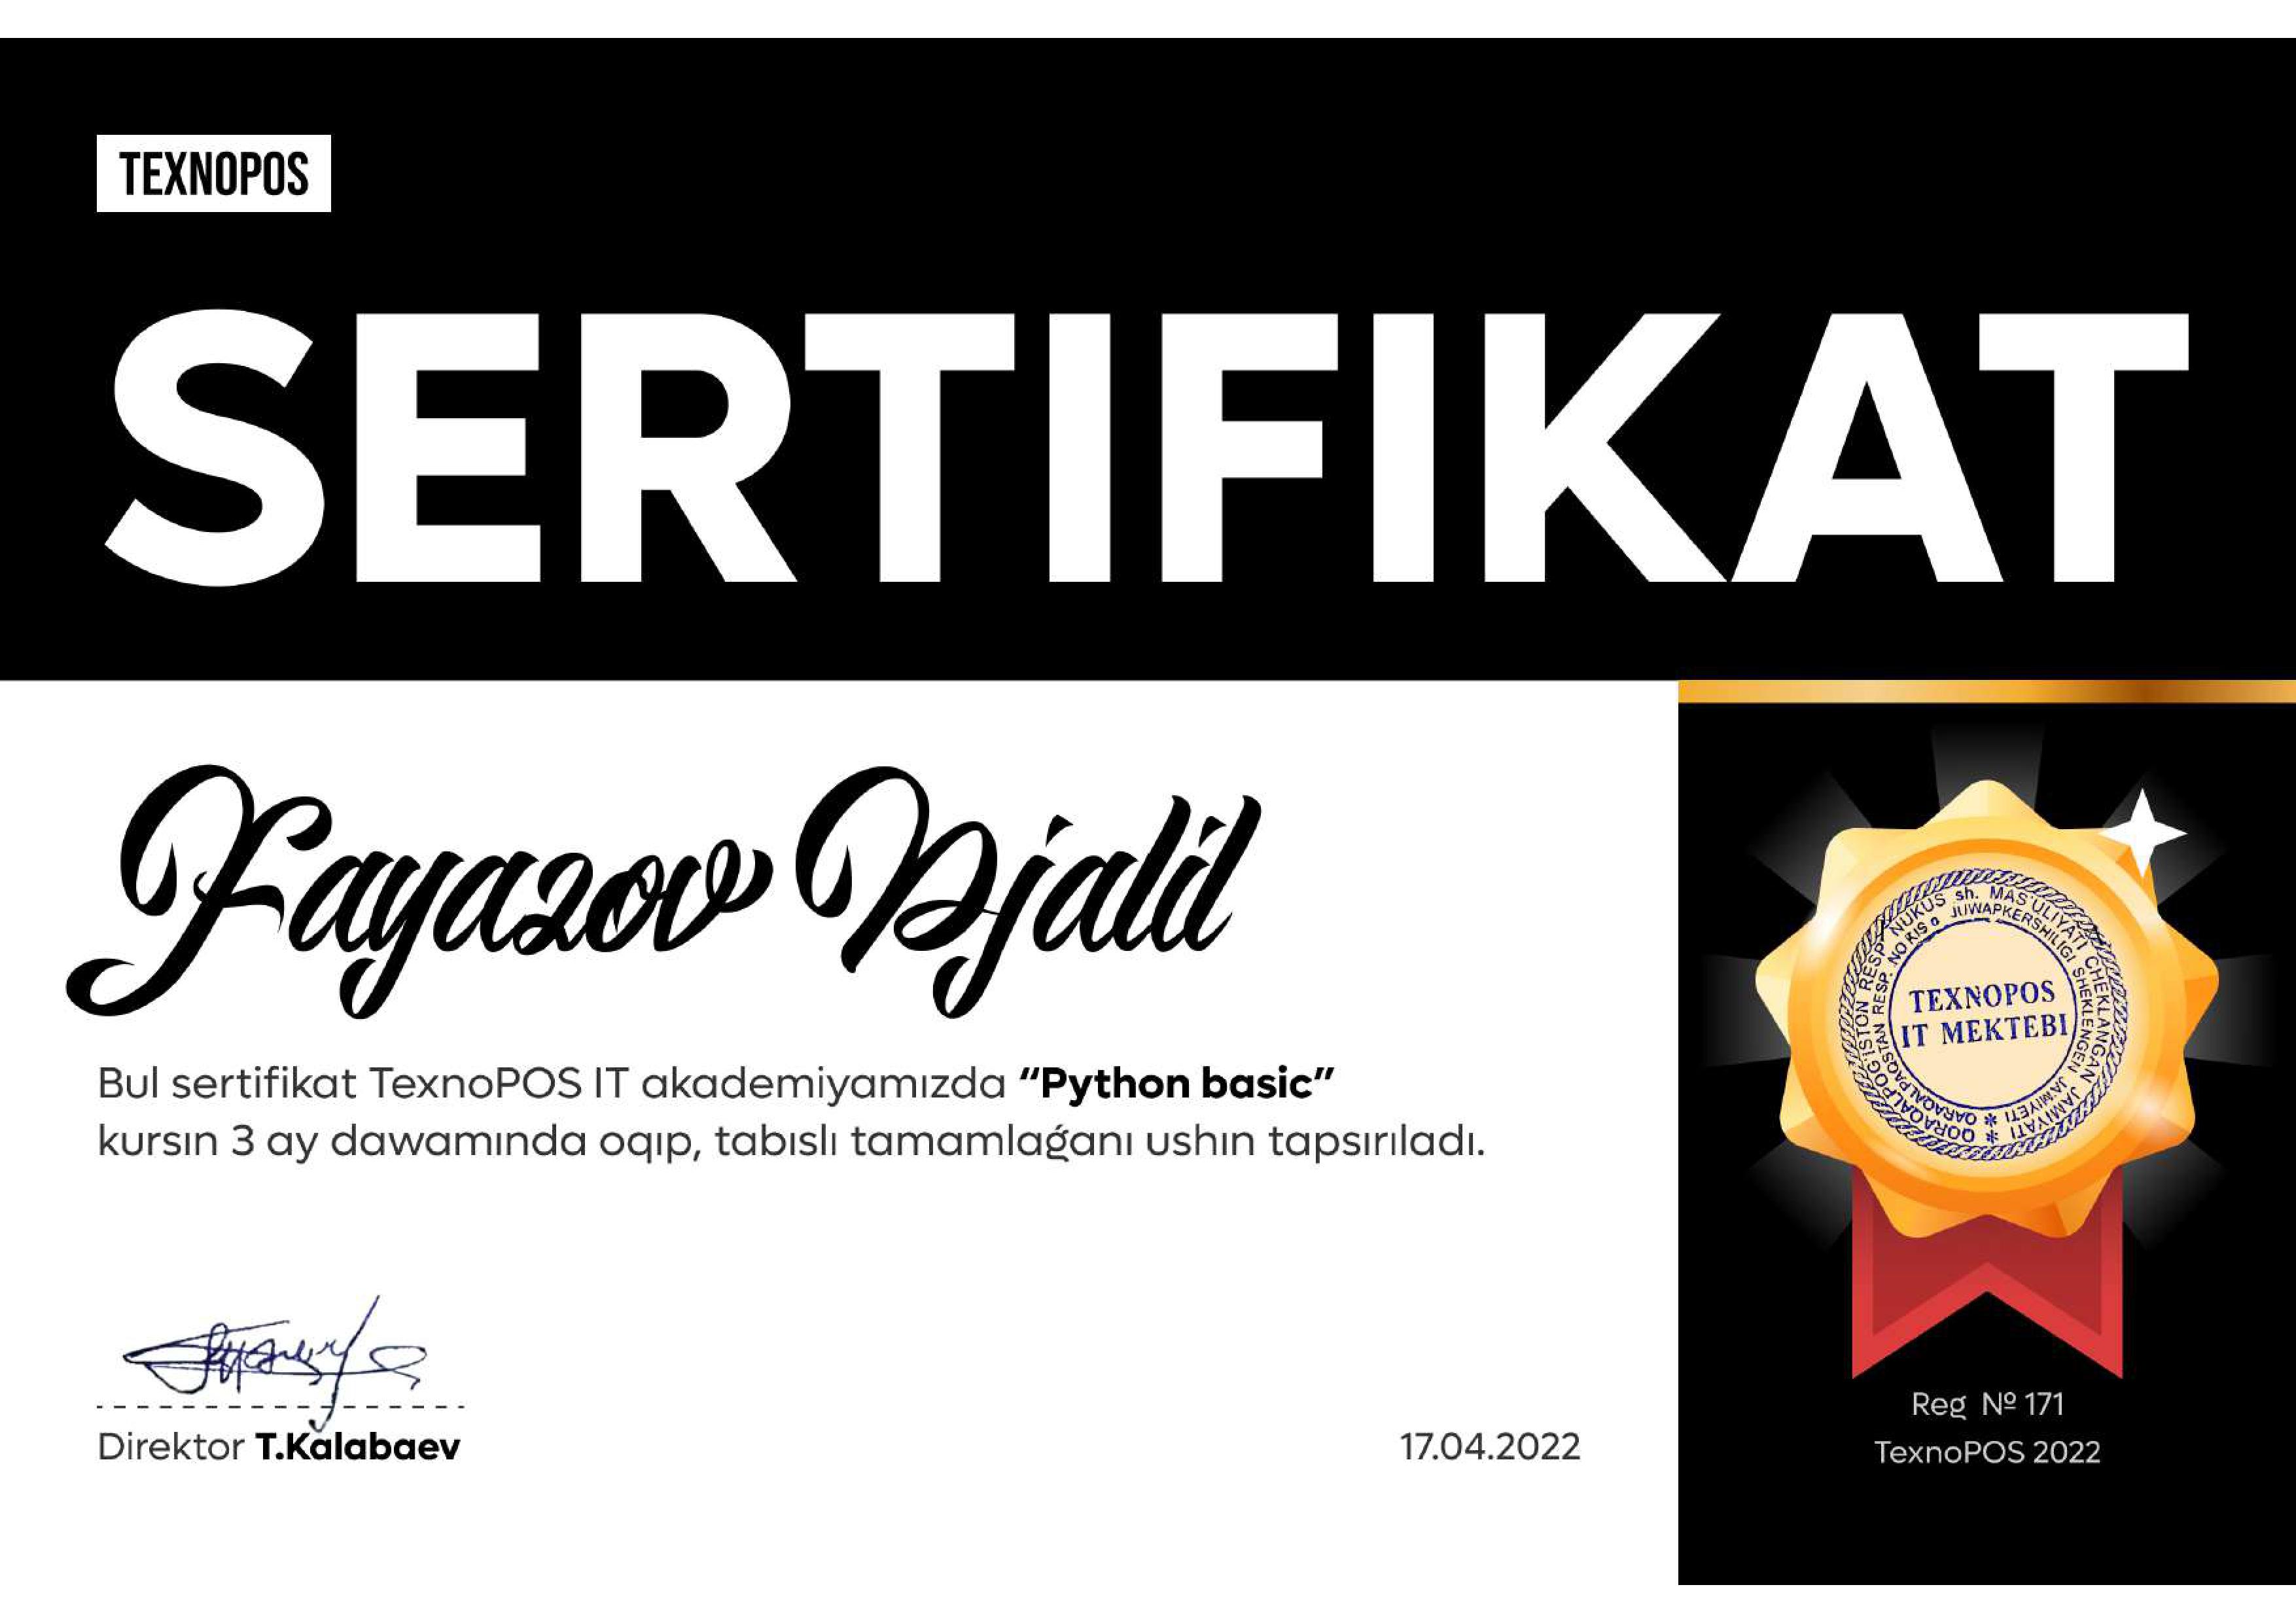 TEXNOPOS
SERTIFIKAT
Fayazov Djalil
Bul sertifikat TexnoPOS IT akademiyamızda “Python basic”
kursın 3 ay dawamında oqıp, tabıslı tamamlaǵanı ushın tapsırıladı.
Direktor T.Kalabaev
17.04.2022
QORAQALPOG'ISTON RESP. NUKUS sh. MAS'ULIYATI CHEKLANGAN JAMIYATI
QARAQALPAQSTAN RESP. NOKIS q JUWAPKERSHILIGI SHEKLENGEN JAMIYETI
TEXNOPOS
IT MEKTEBI
Reg № 171
TexnoPOS 2022